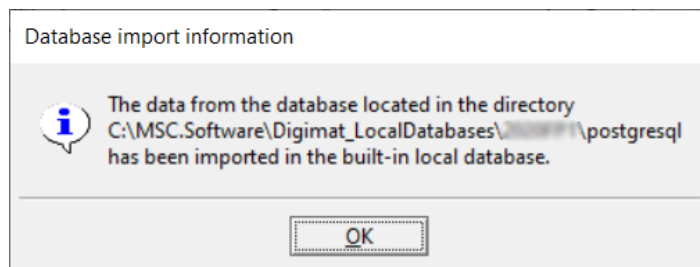 Database import information
The data from the database located in the directory
C:\MSC.Software\Digimat_LocalDatabases\ \postgresql
has been imported in the built-in local database.
OK